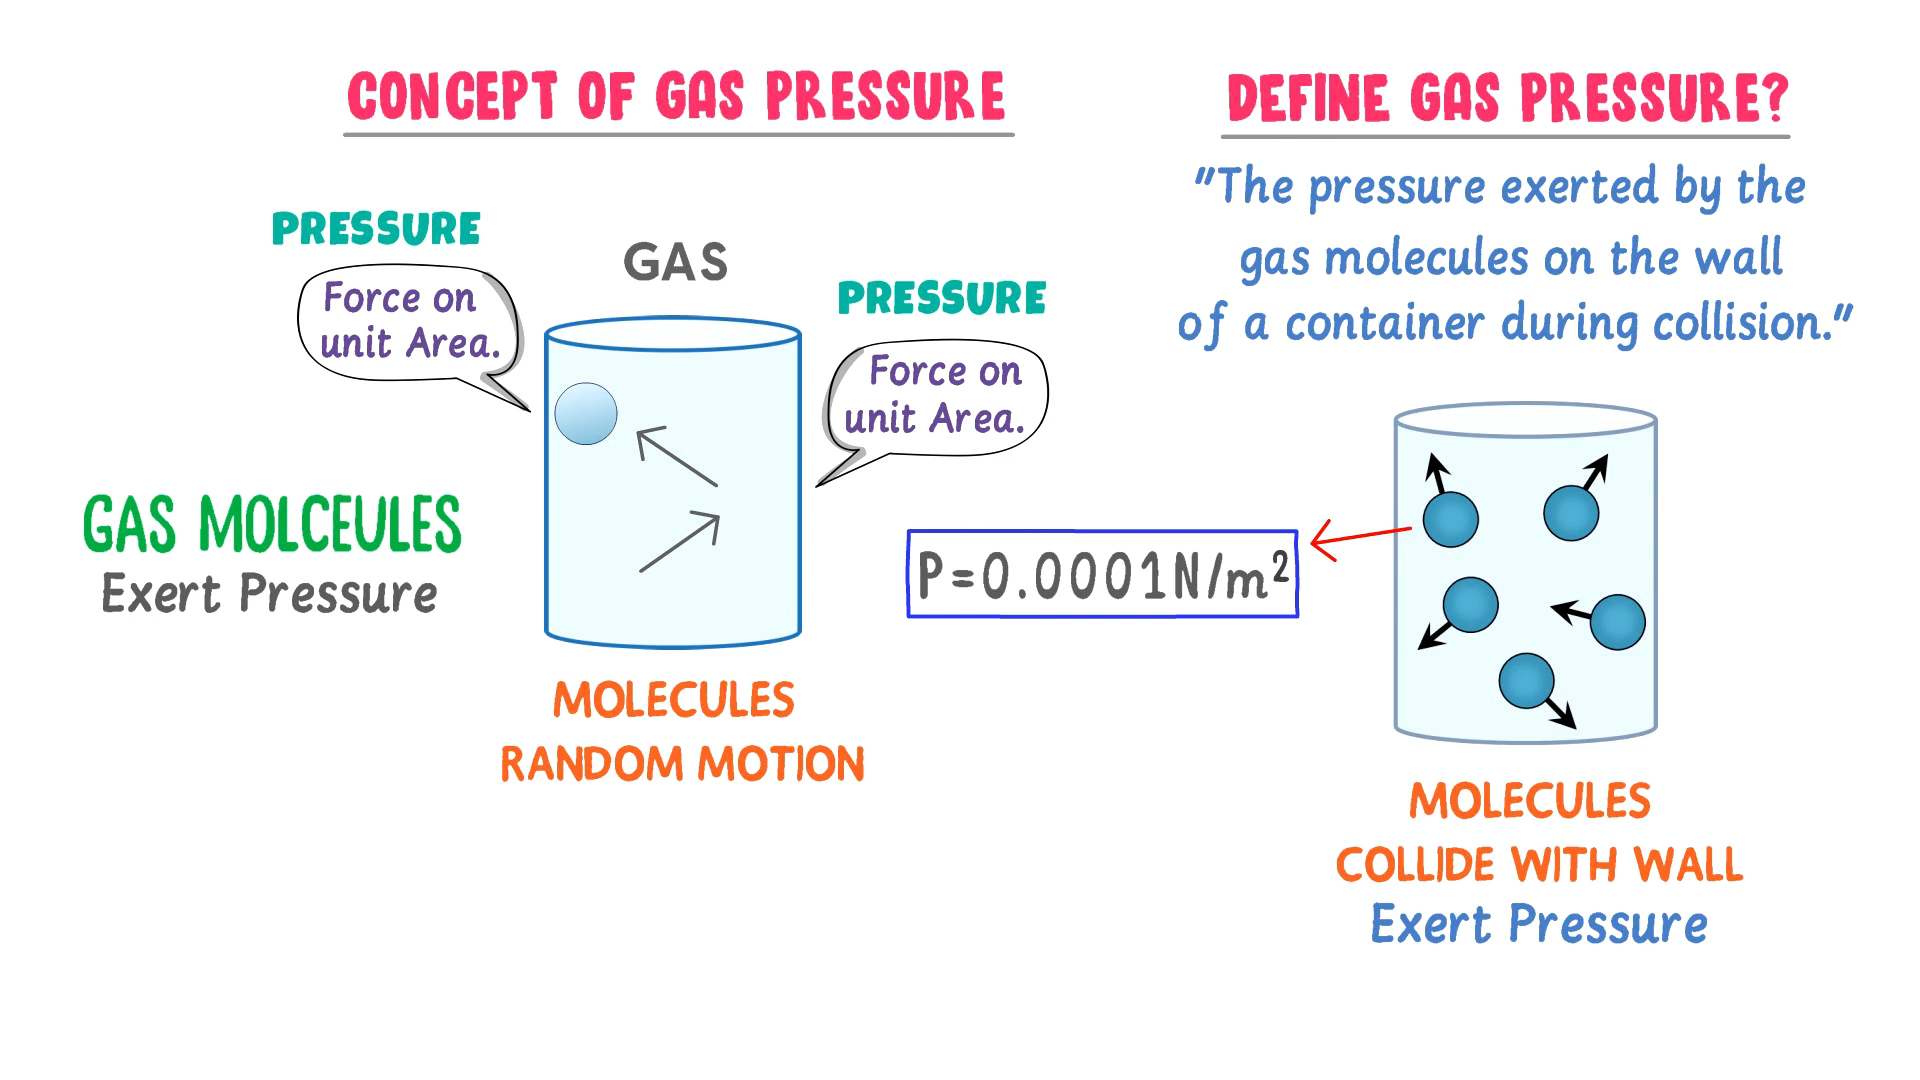 CONCEPT OF GAS PRESSURE
PRESSURE
Force on
unit Area.
GAS
PRESSURE
Force on
unit Area.
GAS MOLCEULES
Exert Pressure
MOLECULES
RANDOM MOTION
DEFINE GAS PRESSURE?
"The pressure exerted by the
gas molecules on the wall
of a container during collision."
P=0.0001N/m²
MOLECULES
COLLIDE WITH WALL
Exert Pressure